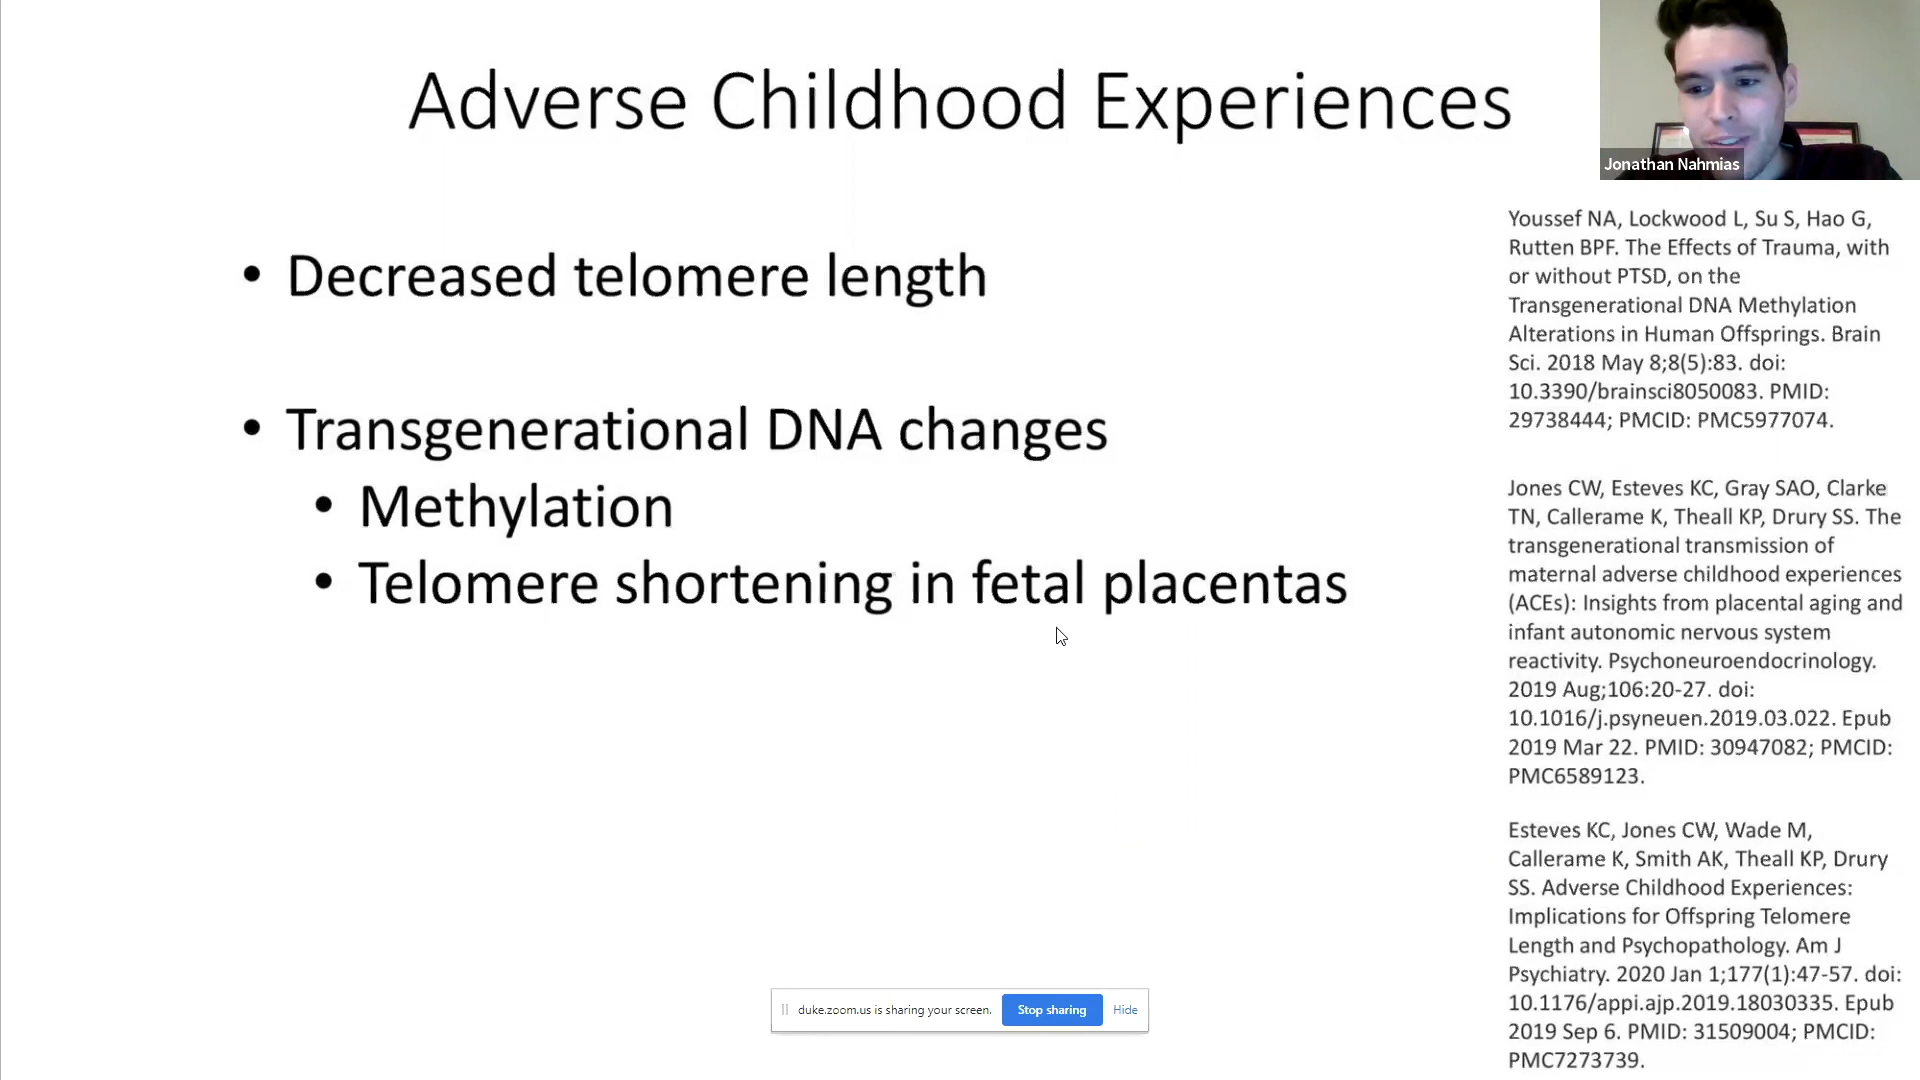 Adverse Childhood Experiences
Jonathan Nahmias
• Decreased telomere length
• Transgenerational DNA changes
• Methylation
• Telomere shortening in fetal placentas
Youssef NA, Lockwood L, Su S, Hao G,
Rutten BPF. The Effects of Trauma, with
or without PTSD, on the
Transgenerational DNA Methylation
Alterations in Human Offsprings. Brain
Sci. 2018 May 8;8(5):83. doi:
10.3390/brainsci8050083. PMID:
29738444; PMCID: PMC5977074.
Jones CW, Esteves KC, Gray SAO, Clarke
TN, Callerame K, Theall KP, Drury SS. The
transgenerational transmission of
maternal adverse childhood experiences
(ACEs): Insights from placental aging and
infant autonomic nervous system
reactivity. Psychoneuroendocrinology.
2019 Aug;106:20-27. doi:
10.1016/j.psyneuen.2019.03.022. Epub
2019 Mar 22. PMID: 30947082; PMCID:
PMC6589123.
Esteves KC, Jones CW, Wade M,
Callerame K, Smith AK, Theall KP, Drury
SS. Adverse Childhood Experiences:
Implications for Offspring Telomere
Length and Psychopathology. Am J
Psychiatry. 2020 Jan 1;177(1):47-57. doi:
10.1176/appi.ajp.2019.18030335. Epub
2019 Sep 6. PMID: 31509004; PMCID:
PMC7273739.
duke.zoom.us is sharing your screen. Stop sharing Hide